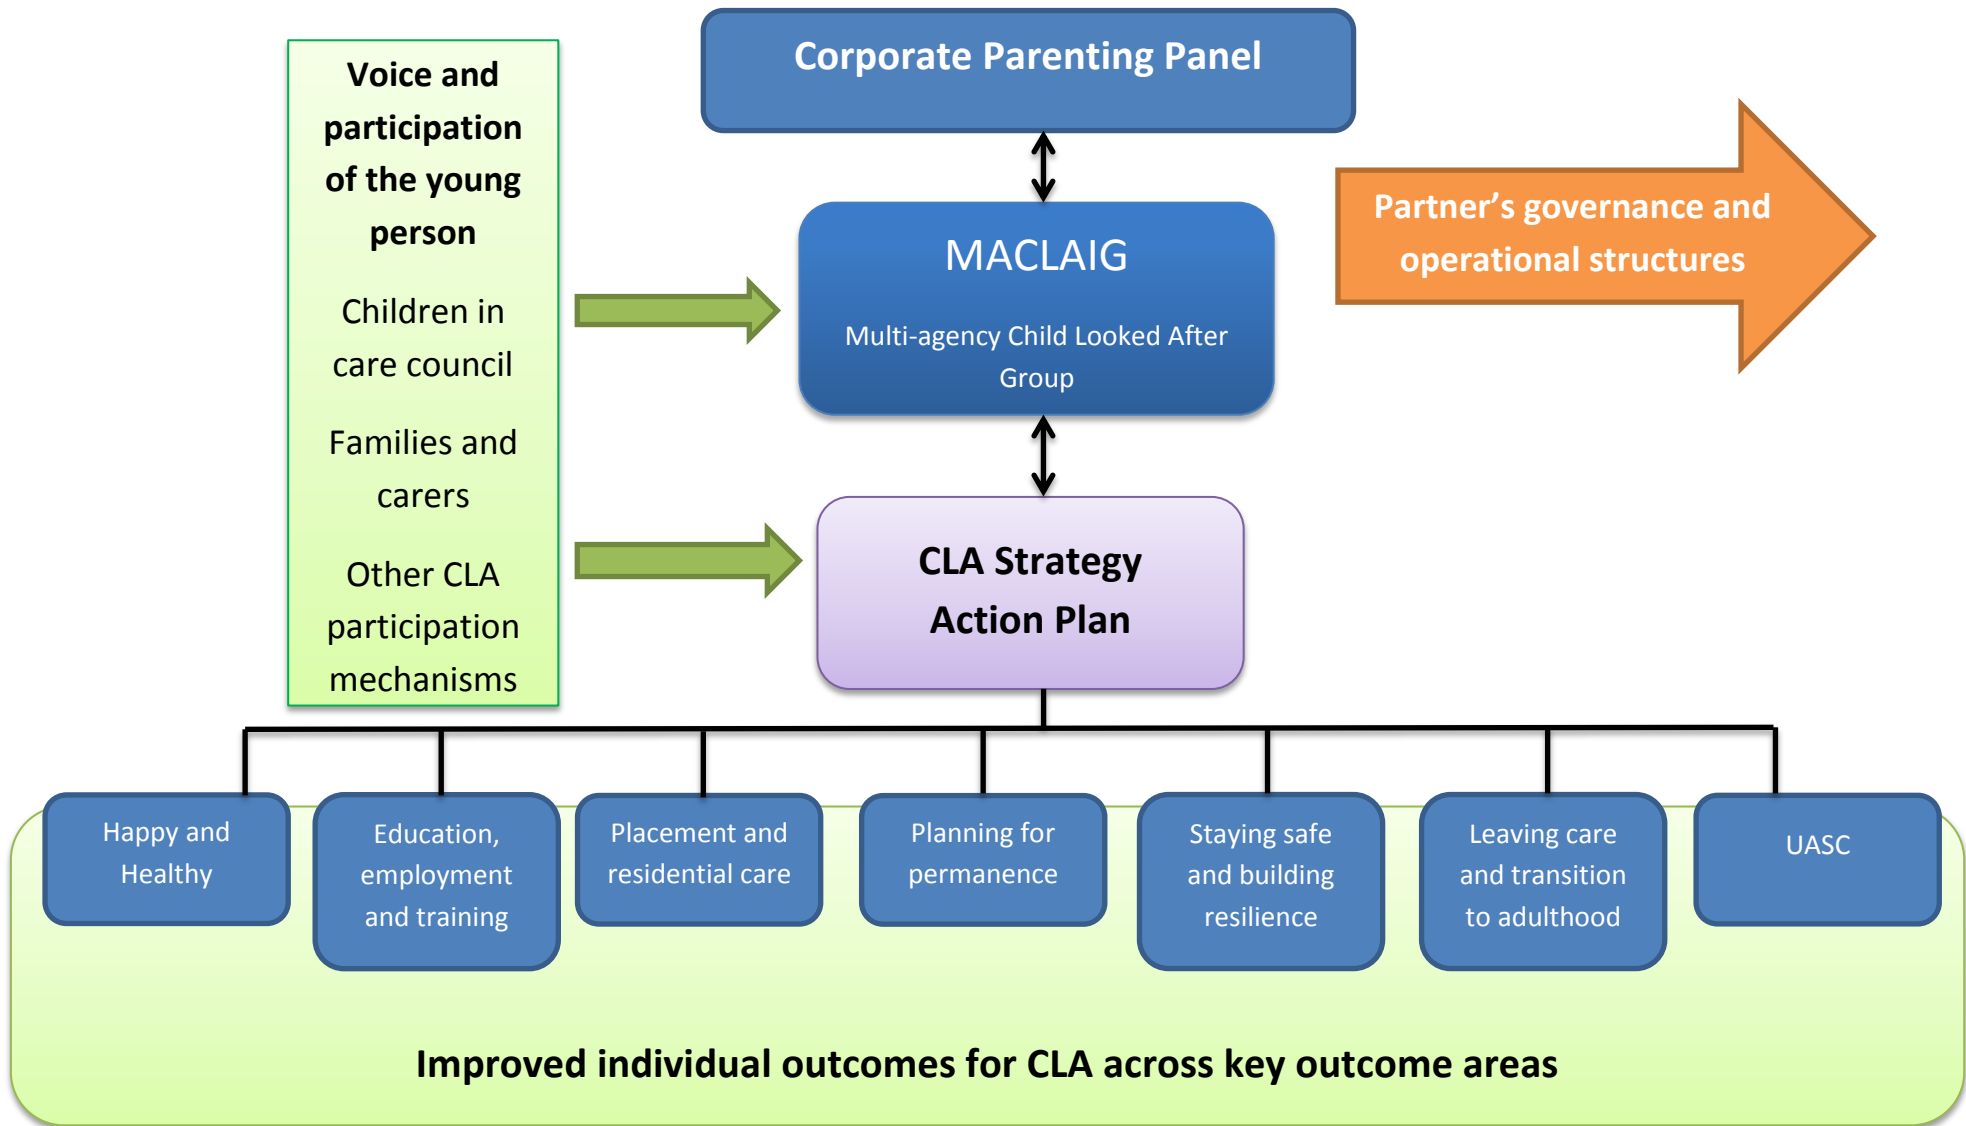 Corporate Parenting Panel
Voice and
participation
of the young
person
Children in
care council
Families and
carers
Other CLA
participation
mechanisms
MACLAIG
Multi-agency Child Looked After
Group
Partner’s governance and
operational structures
CLA Strategy
Action Plan
Happy and
Healthy
Education,
employment
and training
Placement and
residential care
Planning for
permanence
Staying safe
and building
resilience
Leaving care
and transition
to adulthood
UASC
Improved individual outcomes for CLA across key outcome areas